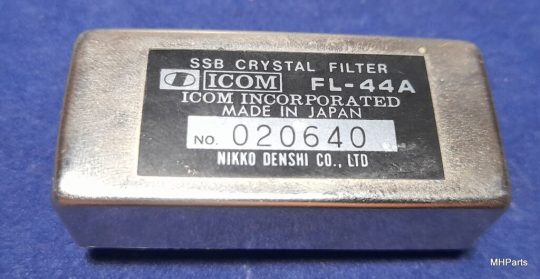 SSB CRYSTAL FILTER
ICOM FL-44A
ICOM INCORPORATED
MADE IN JAPAN
NO. 020640
NIKKO DENSHI CO., LTD
MHParts